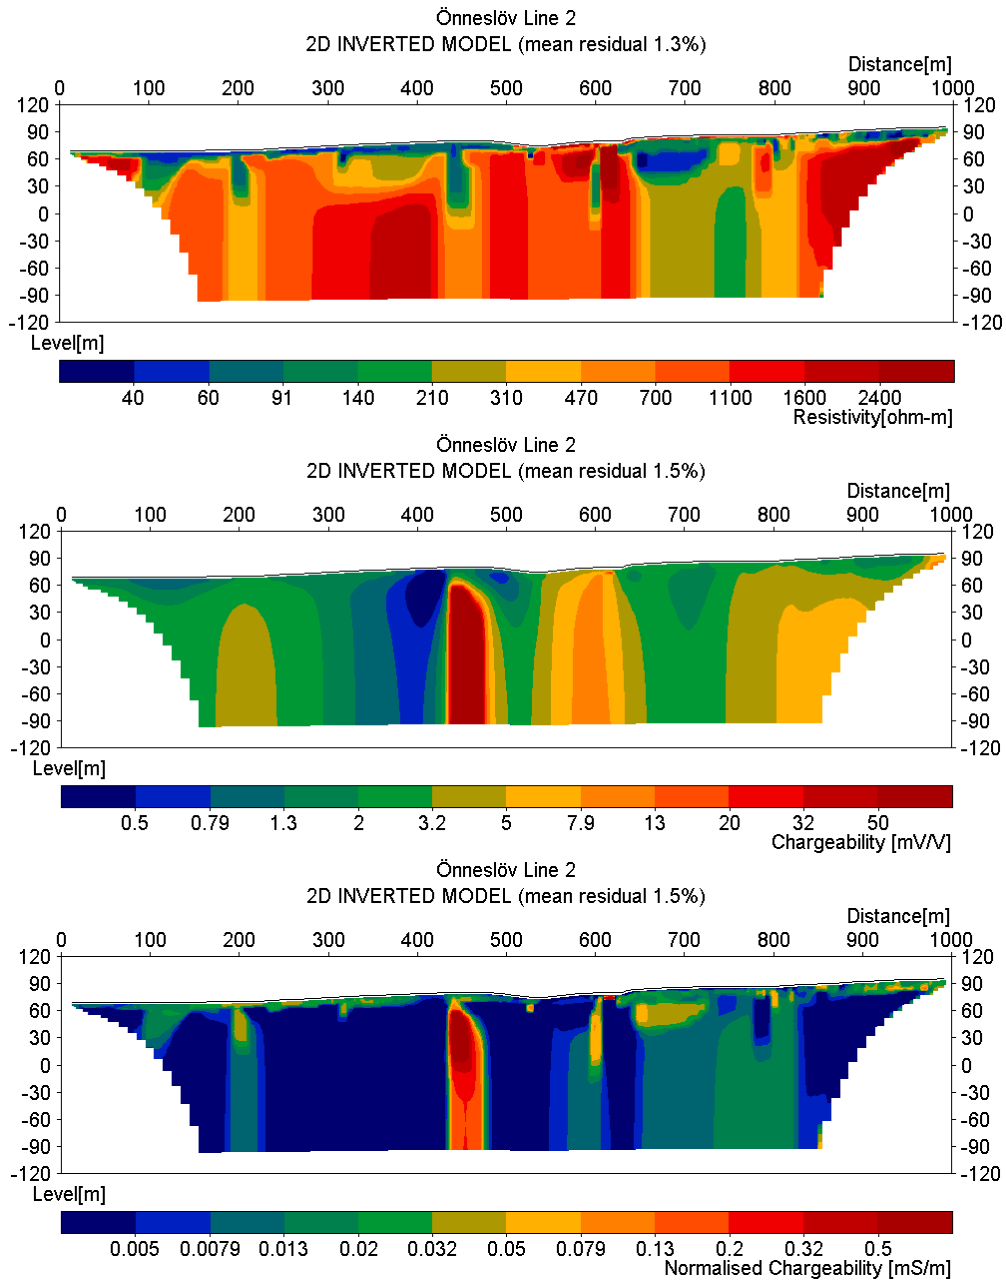 Önneslöv Line 2
2D INVERTED MODEL (mean residual 1.3%)
Distance[m]
0 100 200 300 400 500 600 700 800 900 1000
120 120
90 90
60 60
30 30
0 0
-30 -30
-60 -60
-90 -90
-120 -120
Level[m]
40 60 91 140 210 310 470 700 1100 1600 2400
Resistivity[ohm-m]
Önneslöv Line 2
2D INVERTED MODEL (mean residual 1.5%)
Distance[m]
0 100 200 300 400 500 600 700 800 900 1000
120 120
90 90
60 60
30 30
0 0
-30 -30
-60 -60
-90 -90
-120 -120
Level[m]
0.5 0.79 1.3 2 3.2 5 7.9 13 20 32 50
Chargeability [mV/V]
Önneslöv Line 2
2D INVERTED MODEL (mean residual 1.5%)
Distance[m]
0 100 200 300 400 500 600 700 800 900 1000
120 120
90 90
60 60
30 30
0 0
-30 -30
-60 -60
-90 -90
-120 -120
Level[m]
0.005 0.0079 0.013 0.02 0.032 0.05 0.079 0.13 0.2 0.32 0.5
Normalised Chargeability [mS/m]